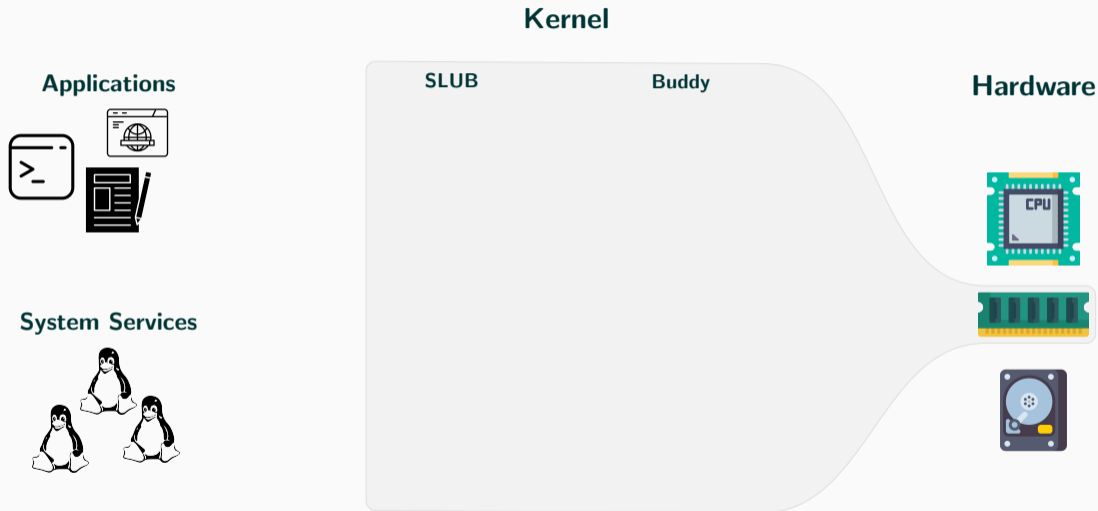 Kernel
Applications
SLUB
Buddy
Hardware
>_
CPU
System Services